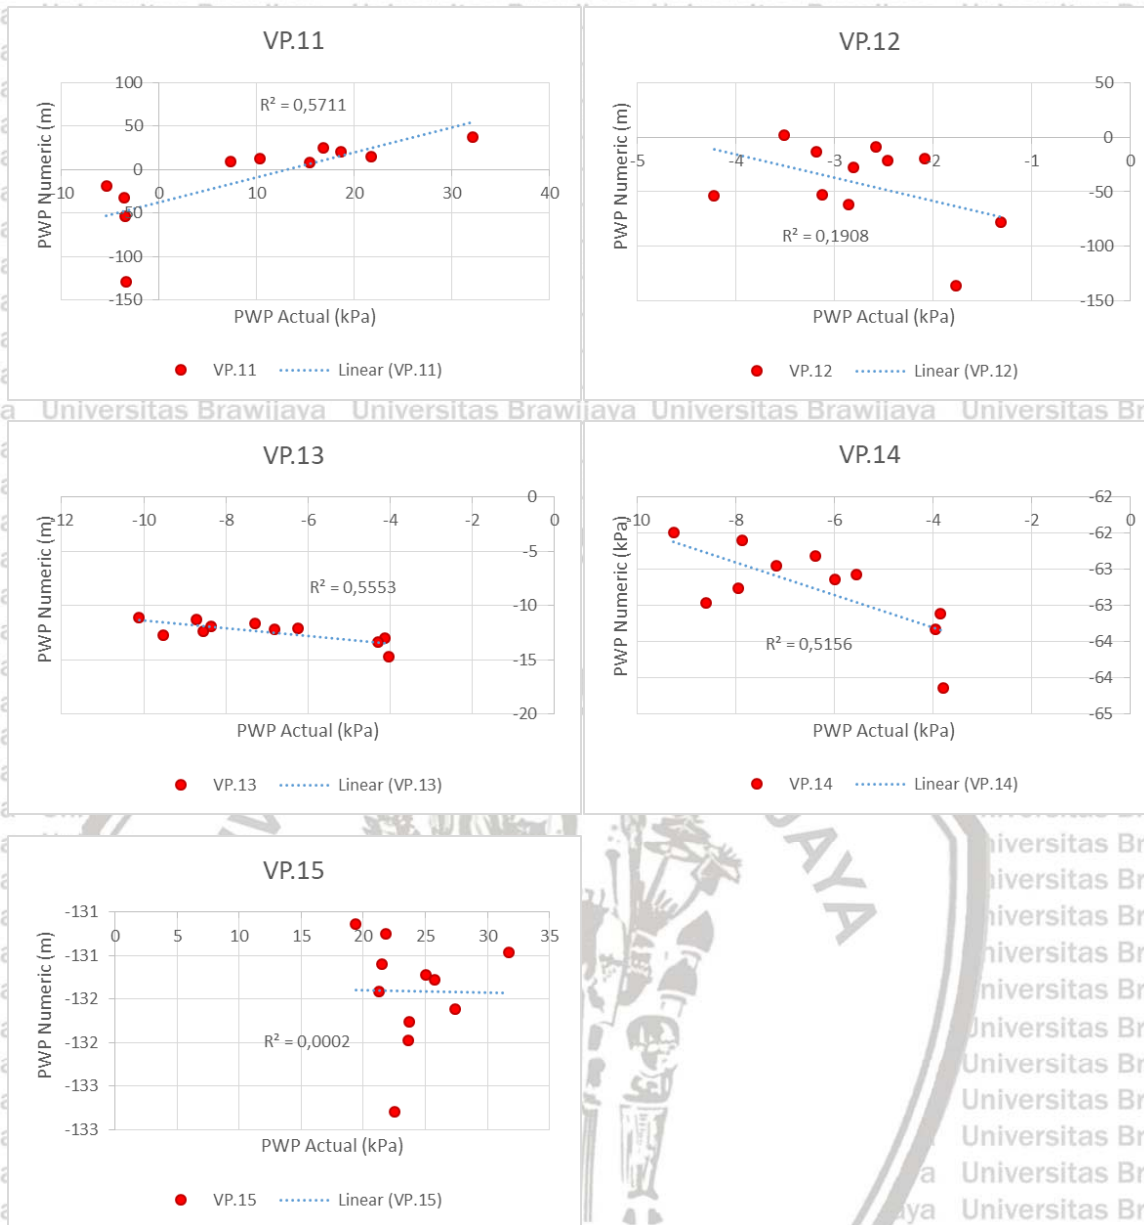 VP.11
100
50
0
-50
-100
-150
-10
0
10
20
30
40
R² = 0,5711
PWP Numeric (m)
PWP Actual (kPa)
VP.11
Linear (VP.11)
VP.12
50
0
-50
-100
-150
-5
-4
-3
-2
-1
0
R² = 0,1908
PWP Numeric (m)
PWP Actual (kPa)
VP.12
Linear (VP.12)
a Universitas Brawijaya Universitas Brawijaya Universitas Brawijaya Universitas Br
VP.13
0
-5
-10
-15
-20
-12
-10
-8
-6
-4
-2
0
R² = 0,5553
PWP Numeric (m)
PWP Actual (kPa)
VP.13
Linear (VP.13)
VP.14
-62
-62
-63
-63
-64
-64
-65
-10
-8
-6
-4
-2
0
R² = 0,5156
PWP Numeric (kPa)
PWP Actual (kPa)
VP.14
Linear (VP.14)
VP.15
-131
-131
-132
-132
-133
-133
0
5
10
15
20
25
30
35
R² = 0,0002
PWP Numeric (m)
PWP Actual (kPa)
VP.15
Linear (VP.15)
AYA
niversitas Br
niversitas Br
niversitas Br
niversitas Br
niversitas Br
Universitas Br
Universitas Br
Universitas Br
Universitas Br
a Universitas Br
aya Universitas Br